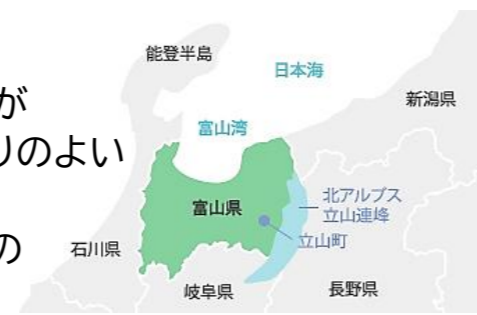 が
りのよい
の
能登半島
日本海
新潟県
富山湾
富山県
北アルプス
立山連峰
立山町
石川県
岐阜県
長野県